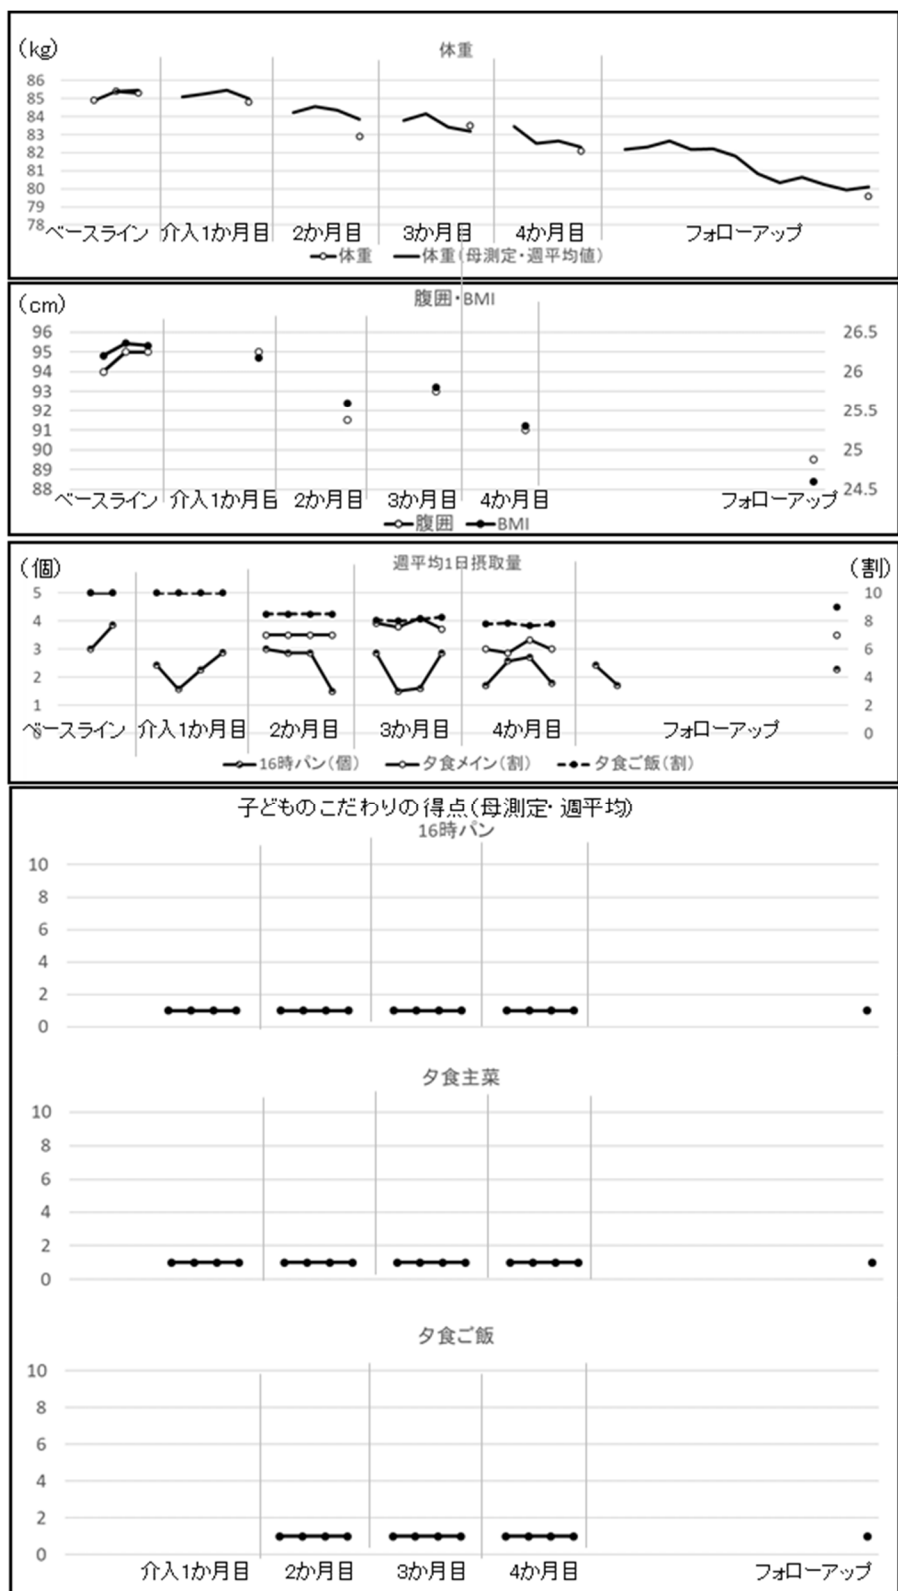 (kg)
体重
86
85
84
83
82
81
80
79
78
ベースライン 介入1か月目 2か月目 3か月目 4か月目 フォローアップ
体重 体重(母測定・週平均値)
(cm)
腹囲・BMI
96 26.5
95
94 26
93
92 25.5
91
90 25
89
88 24.5
ベースライン 介入1か月目 2か月目 3か月目 4か月目 フォローアップ
腹囲 BMI
(個) 週平均1日摂取量 (割)
5 10
4 8
3 6
2 4
1 2
0 0
ベースライン 介入1か月目 2か月目 3か月目 4か月目 フォローアップ
16時パン(個) 夕食メイン(割) 夕食ご飯(割)
子どものこだわりの得点(母測定・週平均)
16時パン
10
8
6
4
2
0
夕食主菜
10
8
6
4
2
0
夕食ご飯
10
8
6
4
2
0
介入1か月目 2か月目 3か月目 4か月目 フォローアップ